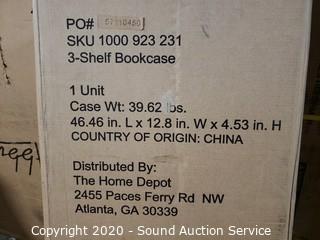 PO# 57110450
SKU 1000 923 231
3-Shelf Bookcase
1 Unit
Case Wt: 39.62 lbs.
46.46 in. L x 12.8 in. W x 4.53 in. H
COUNTRY OF ORIGIN: CHINA
Distributed By:
The Home Depot
2455 Paces Ferry Rd NW
Atlanta, GA 30339
Copyright 2020 - Sound Auction Service